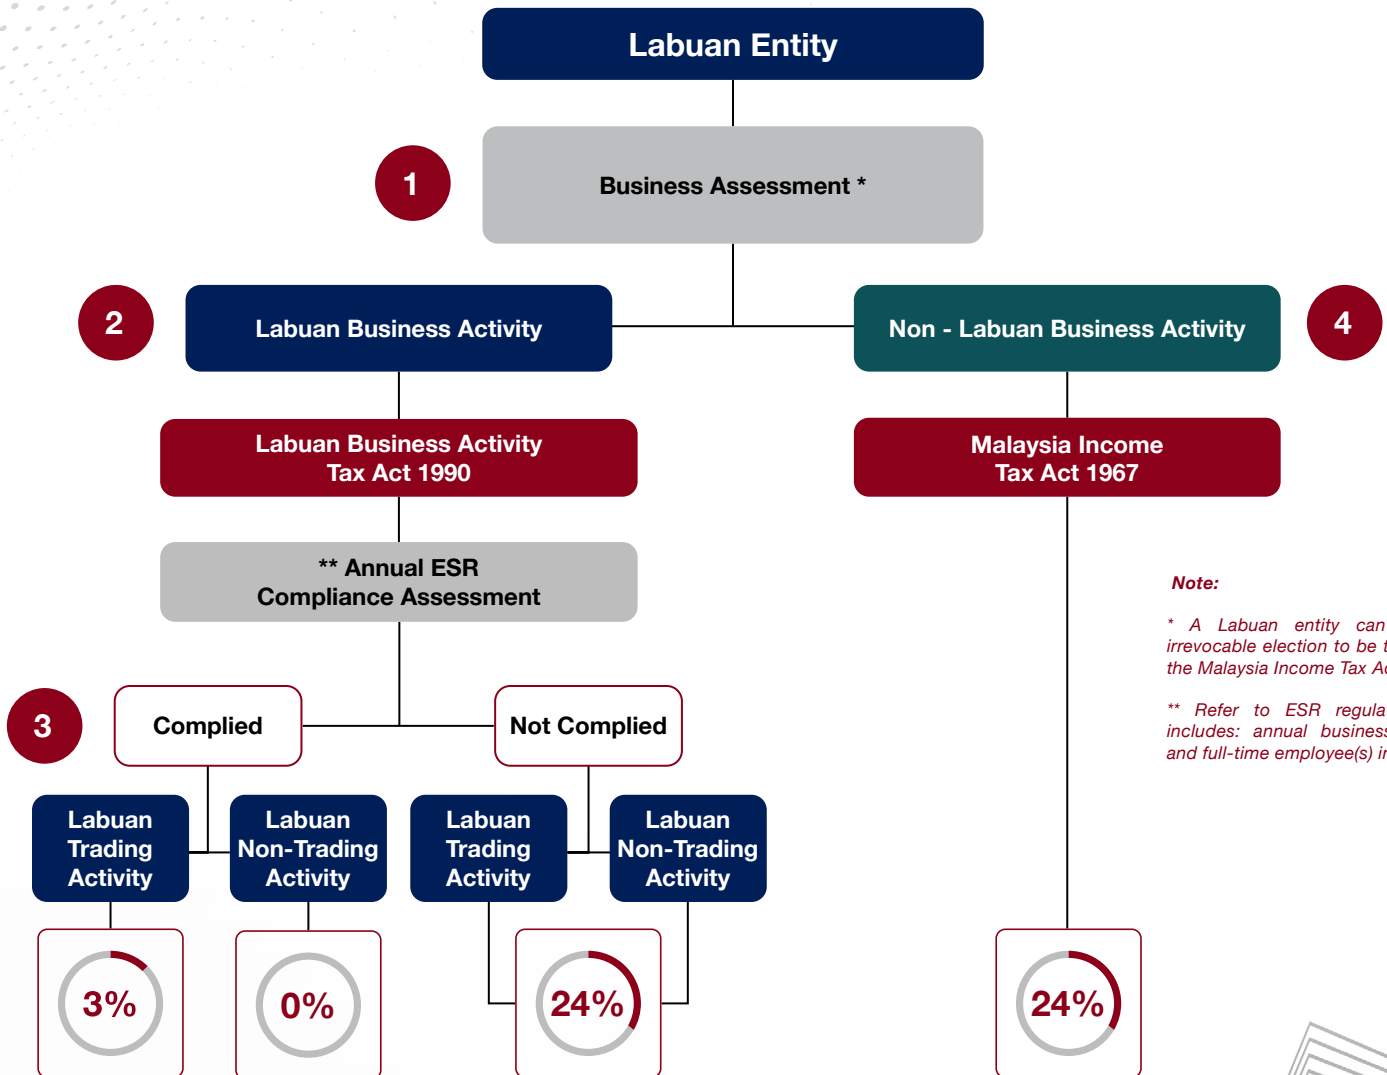 Labuan Entity
1
Business Assessment *
2
Labuan Business Activity
Non - Labuan Business Activity
4
Labuan Business Activity
Tax Act 1990
Malaysia Income
Tax Act 1967
** Annual ESR
Compliance Assessment
Note:
* A Labuan entity can
irrevocable election to be
the Malaysia Income Tax
** Refer to ESR
includes: annual business
and full-time employee(s)
3
Complied
Not Complied
Labuan
Trading
Activity
Labuan
Non-Trading
Activity
Labuan
Trading
Activity
Labuan
Non-Trading
Activity
3%
0%
24%
24%